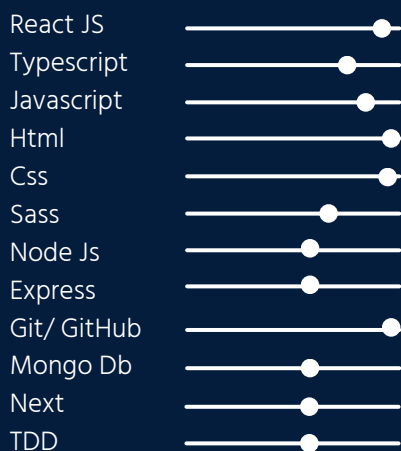 React JS
Typescript
Javascript
Html
Css
Sass
Node Js
Express
Git/ GitHub
Mongo Db
Next
TDD